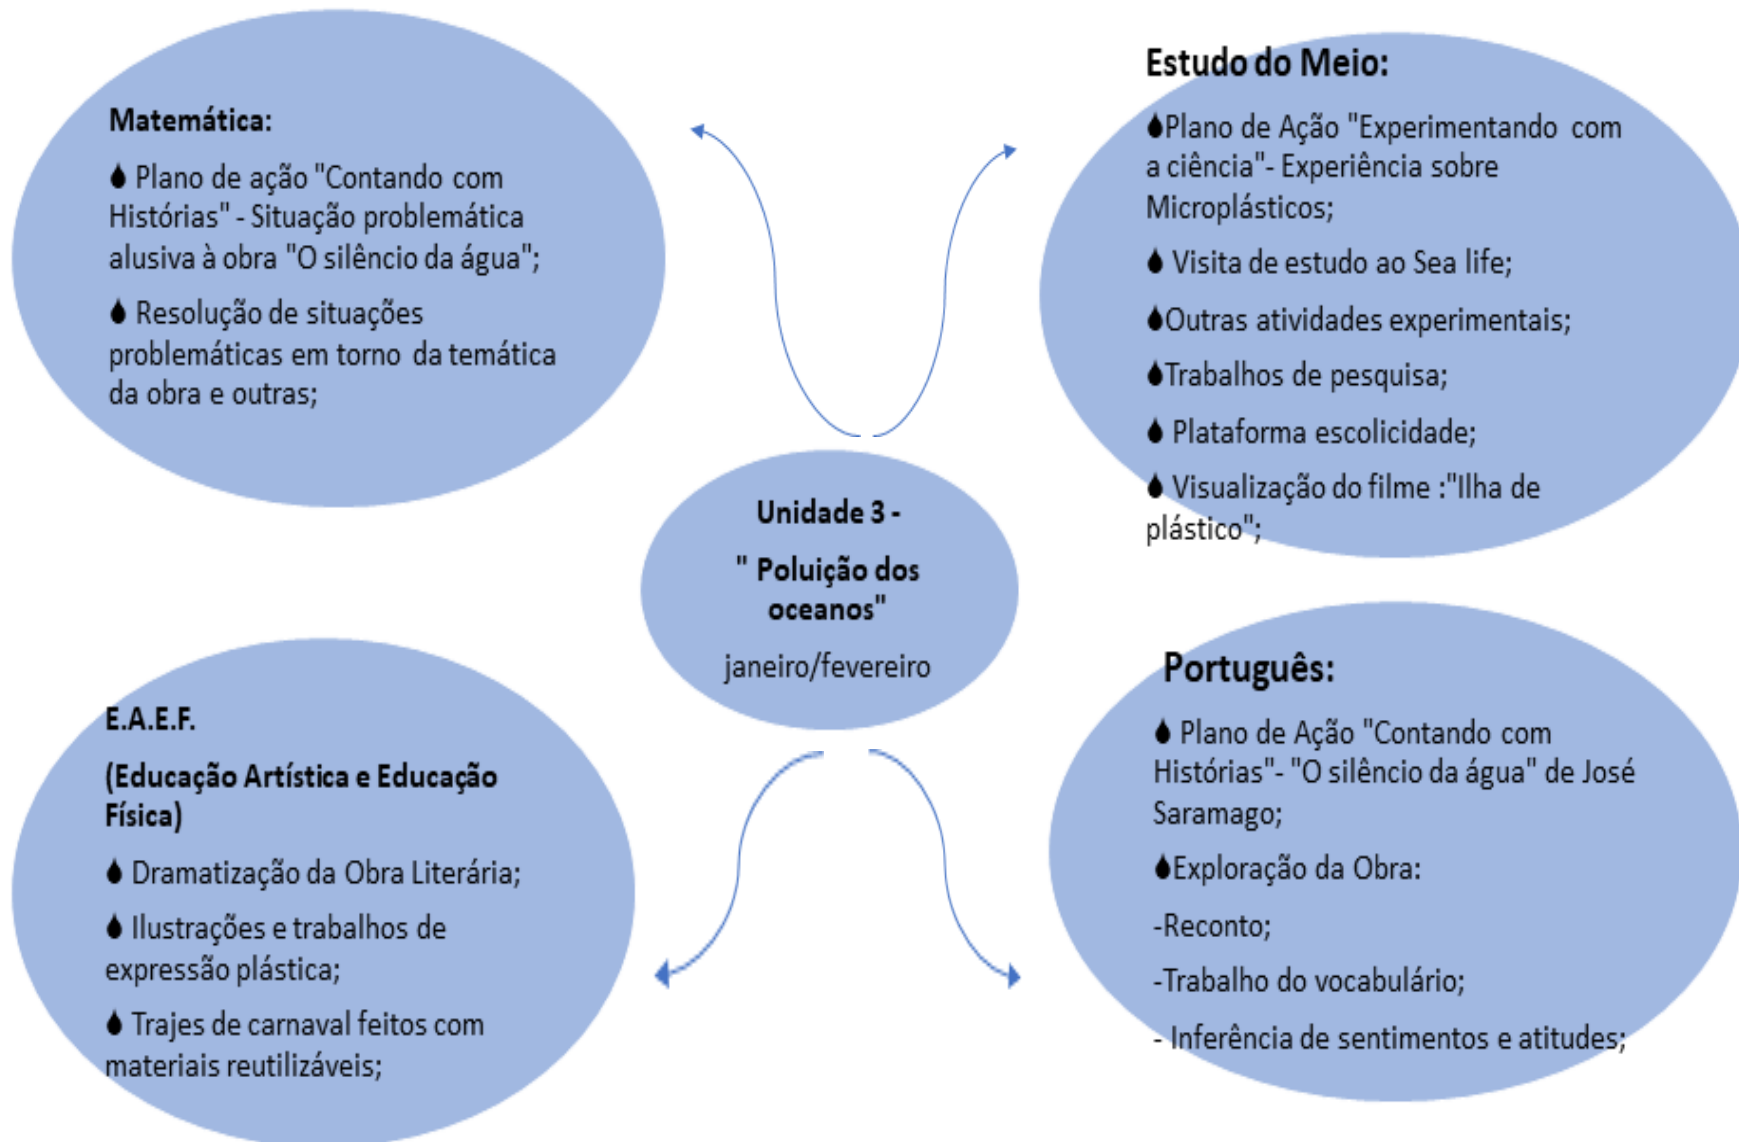 Matemática:
💧 Plano de ação "Contando com
Histórias" - Situação problemática
alusiva à obra "O silêncio da água";
💧 Resolução de situações
problemáticas em torno da temática
da obra e outras;
Estudo do Meio:
💧Plano de Ação "Experimentando com
a ciência"- Experiência sobre
Microplásticos;
💧 Visita de estudo ao Sea life;
💧Outras atividades experimentais;
💧Trabalhos de pesquisa;
💧 Plataforma escolicidade;
💧 Visualização do filme :"Ilha de
plástico";
Unidade 3 -
" Poluição dos
oceanos"
janeiro/fevereiro
E.A.E.F.
(Educação Artística e Educação
Física)
💧 Dramatização da Obra Literária;
💧 Ilustrações e trabalhos de
expressão plástica;
💧 Trajes de carnaval feitos com
materiais reutilizáveis;
Português:
💧 Plano de Ação "Contando com
Histórias"- "O silêncio da água" de José
Saramago;
💧Exploração da Obra:
-Reconto;
-Trabalho do vocabulário;
- Inferência de sentimentos e atitudes;